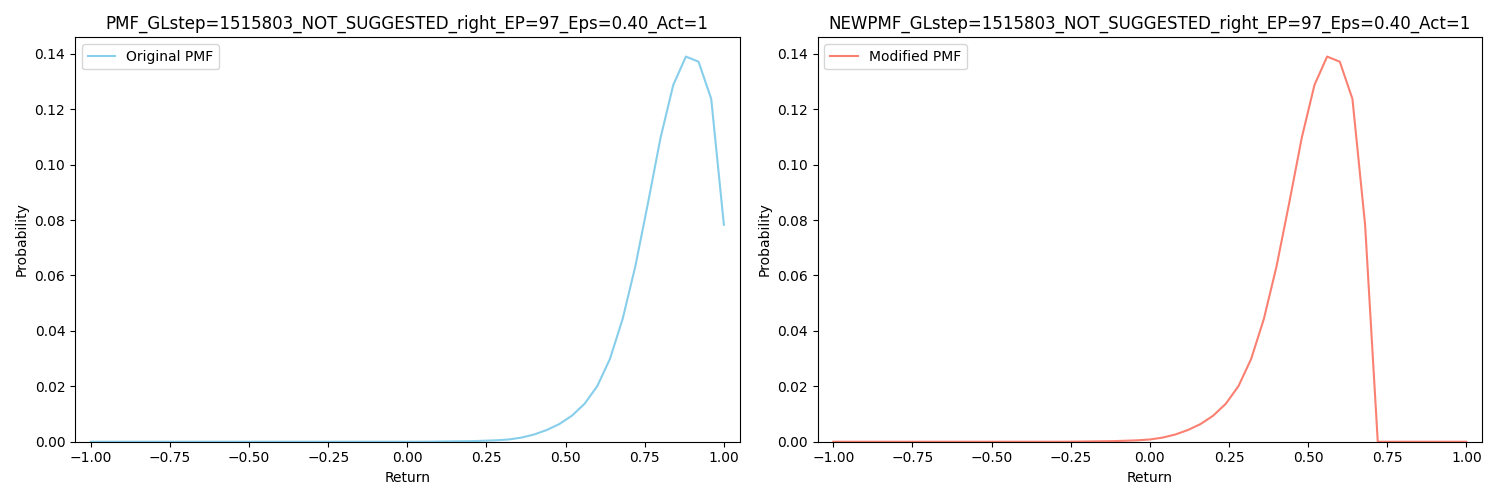 PMF_GLstep=1515803_NOT_SUGGESTED_right_EP=97_Eps=0.40_Act=1
Original PMF
Probability
0.14
0.12
0.10
0.08
0.06
0.04
0.02
0.00
−1.00 −0.75 −0.50 −0.25 0.00 0.25 0.50 0.75 1.00
Return
NEWPMF_GLstep=1515803_NOT_SUGGESTED_right_EP=97_Eps=0.40_Act=1
Modified PMF
Probability
0.14
0.12
0.10
0.08
0.06
0.04
0.02
0.00
−1.00 −0.75 −0.50 −0.25 0.00 0.25 0.50 0.75 1.00
Return